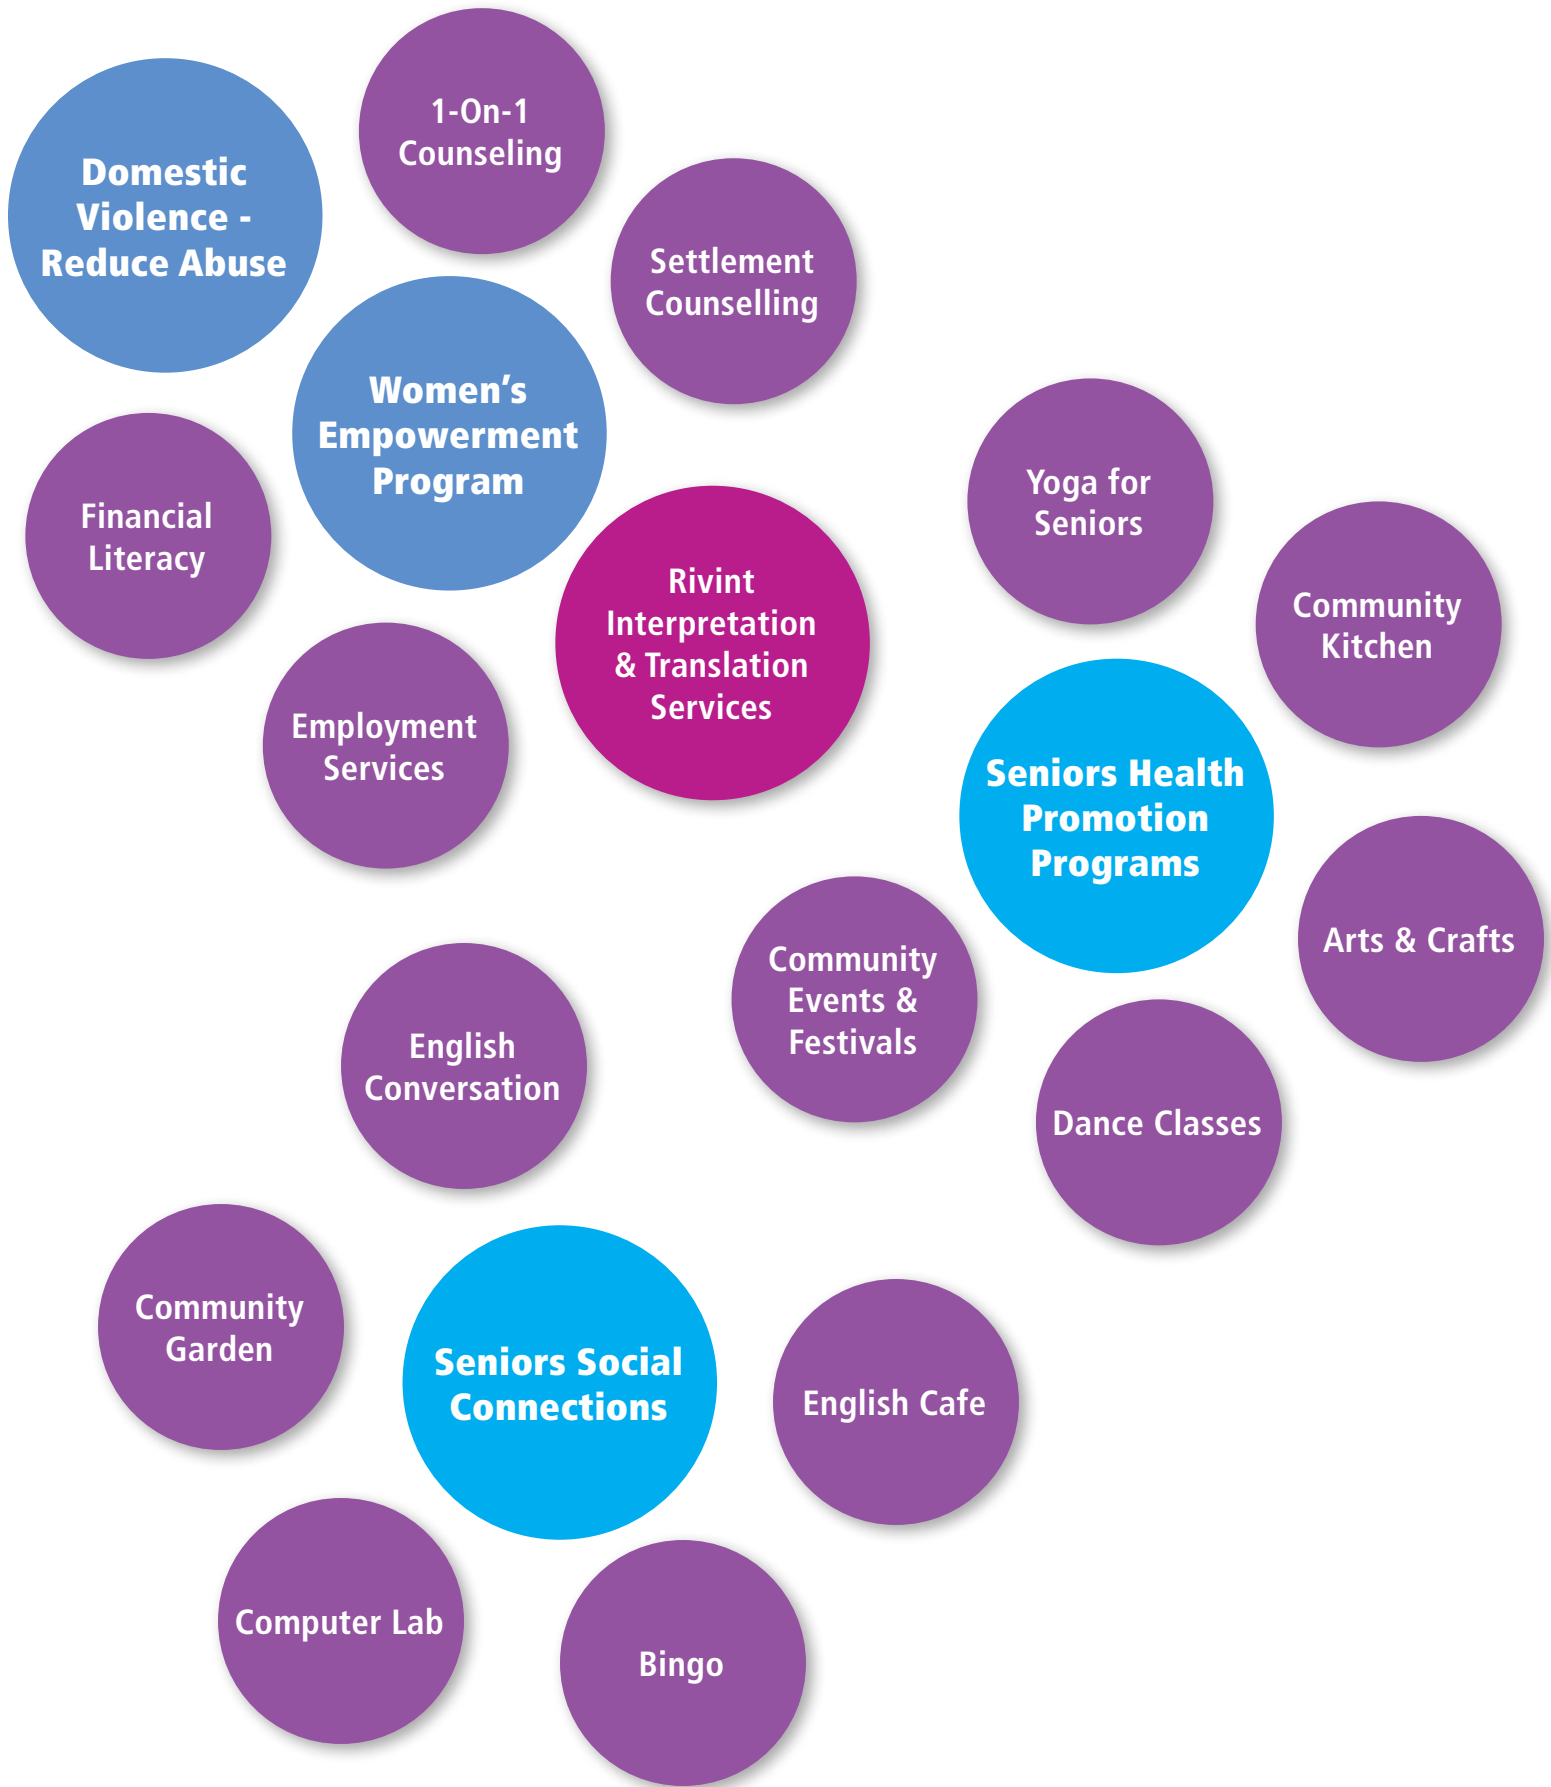 1-On-1
Counseling
Domestic
Violence -
Reduce Abuse
Settlement
Counselling
Women’s
Empowerment
Program
Financial
Literacy
Yoga for
Seniors
Rivint
Interpretation
& Translation
Services
Community
Kitchen
Employment
Services
Seniors Health
Promotion
Programs
Arts & Crafts
Community
Events &
Festivals
English
Conversation
Dance Classes
Community
Garden
Seniors Social
Connections
English Cafe
Computer Lab
Bingo